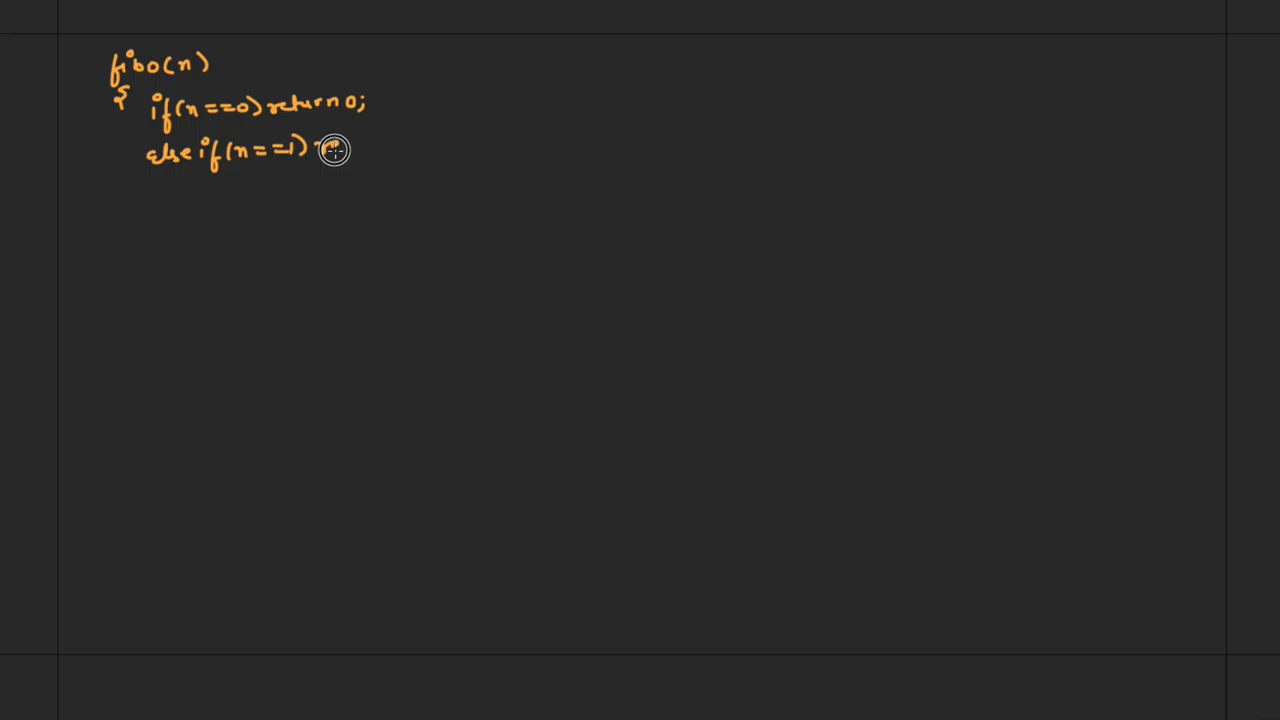 fibo(n)
{ if(n==0) return 0;
else if(n==1)